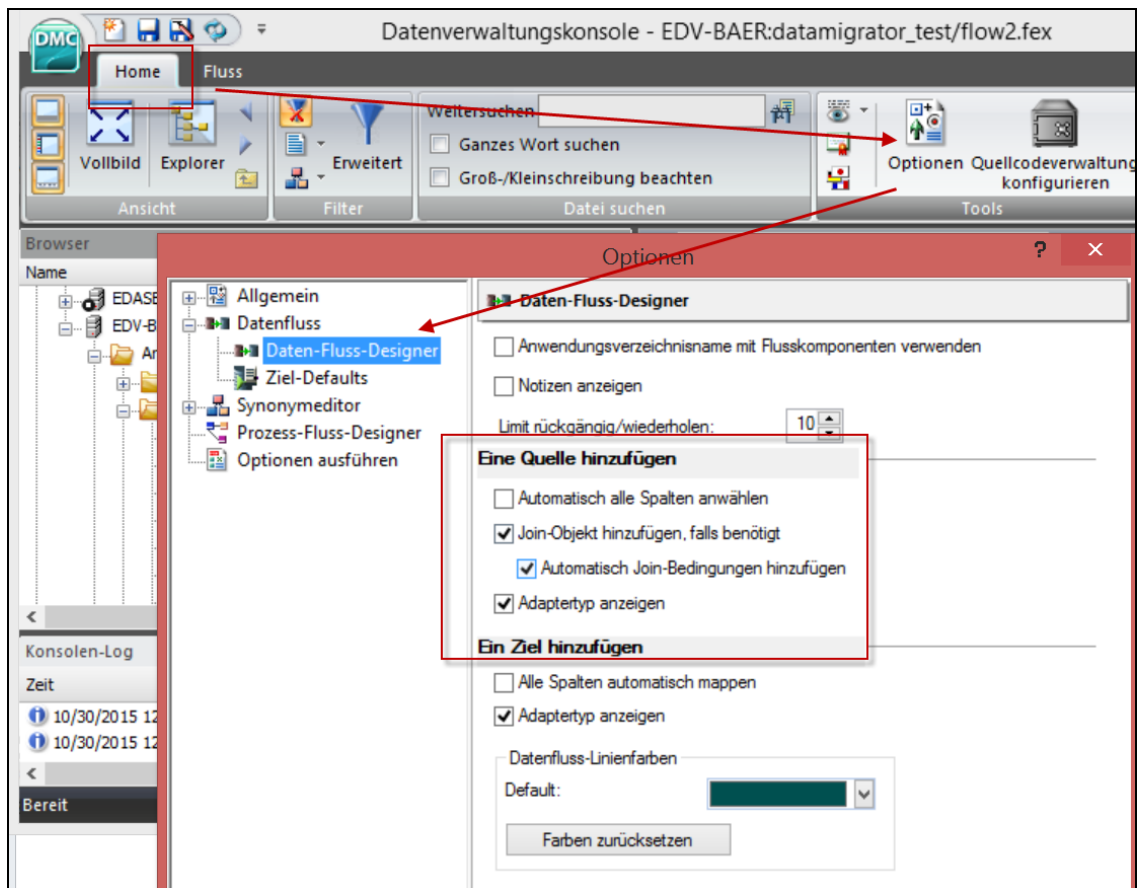 DMC
Datenverwaltungskonsole - EDV-BAER:datamigrator_test/flow2.fex
Home Fluss
Vollbild
Explorer
Ansicht
Erweitert
Filter
Weitersuchen
Ganzes Wort suchen
Groß-/Kleinschreibung beachten
Datei suchen
Optionen
Quellcodeverwaltung
konfigurieren
Tools
Browser
Name
EDASE
EDV-B
Ar
Konsolen-Log
Zeit
10/30/2015 12
10/30/2015 12
Bereit
Optionen
? ×
Allgemein
Datenfluss
Daten-Fluss-Designer
Ziel-Defaults
Synonymeditor
Prozess-Fluss-Designer
Optionen ausführen
Daten-Fluss-Designer
Anwendungsverzeichnisname mit Flusskomponenten verwenden
Notizen anzeigen
Limit rückgängig/wiederholen: 10
Eine Quelle hinzufügen
Automatisch alle Spalten anwählen
Join-Objekt hinzufügen, falls benötigt
Automatisch Join-Bedingungen hinzufügen
Adaptertyp anzeigen
Ein Ziel hinzufügen
Alle Spalten automatisch mappen
Adaptertyp anzeigen
Datenfluss-Linienfarben
Default:
Farben zurücksetzen